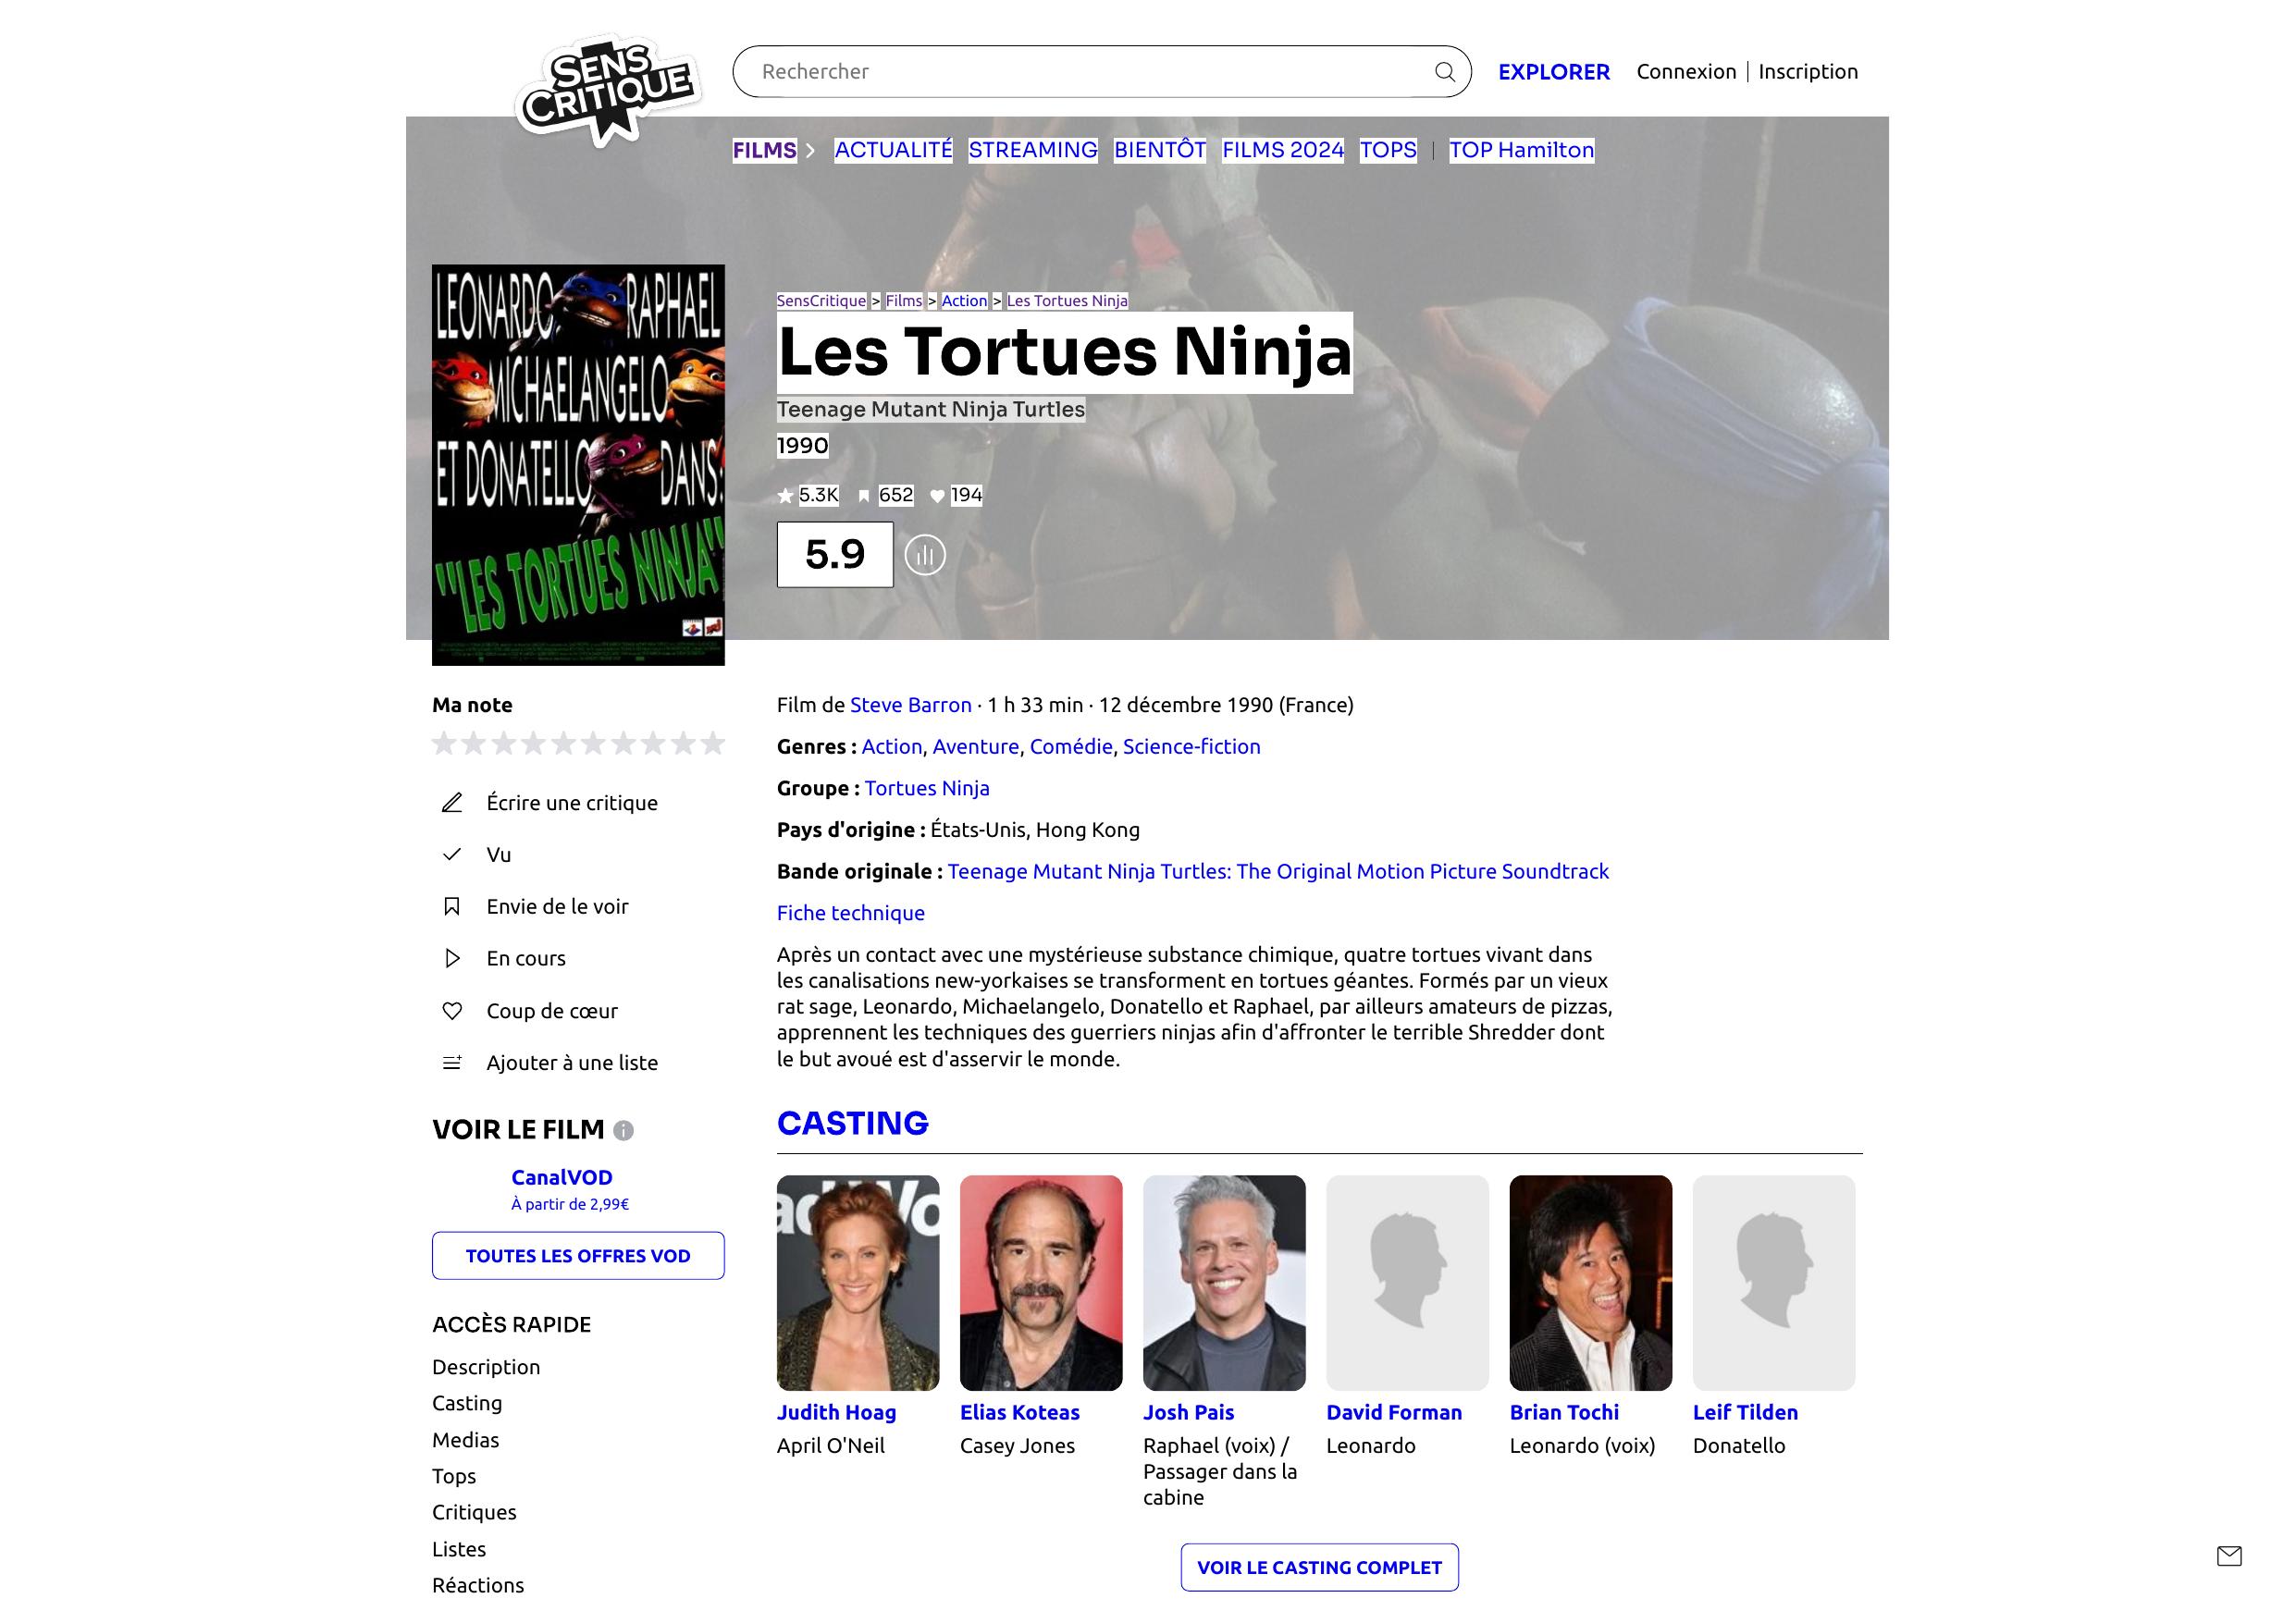 SENS
CRITIQUE
Rechercher
EXPLORER
Connexion | Inscription
FILMS
ACTUALITÉ
STREAMING
BIENTÔT
FILMS 2024
TOPS
TOP Hamilton
LEONARDO RAPHAEL
MICHAELANGELO
ET DONATELLO DANS:
"LES TORTUES NINJA"
SensCritique > Films > Action > Les Tortues Ninja
Les Tortues Ninja
Teenage Mutant Ninja Turtles
1990
5.3K 652 194
5.9
Ma note
Écrire une critique
Vu
Envie de le voir
En cours
Coup de cœur
Ajouter à une liste
VOIR LE FILM
CanalVOD
À partir de 2,99€
TOUTES LES OFFRES VOD
ACCÈS RAPIDE
Description
Casting
Medias
Tops
Critiques
Listes
Réactions
Film de Steve Barron · 1 h 33 min · 12 décembre 1990 (France)
Genres : Action, Aventure, Comédie, Science-fiction
Groupe : Tortues Ninja
Pays d'origine : États-Unis, Hong Kong
Bande originale : Teenage Mutant Ninja Turtles: The Original Motion Picture Soundtrack
Fiche technique
Après un contact avec une mystérieuse substance chimique, quatre tortues vivant dans
les canalisations new-yorkaises se transforment en tortues géantes. Formés par un vieux
rat sage, Leonardo, Michaelangelo, Donatello et Raphael, par ailleurs amateurs de pizzas,
apprennent les techniques des guerriers ninjas afin d'affronter le terrible Shredder dont
le but avoué est d'asservir le monde.
CASTING
Judith Hoag
April O'Neil
Elias Koteas
Casey Jones
Josh Pais
Raphael (voix) /
Passager dans la
cabine
David Forman
Leonardo
Brian Tochi
Leonardo (voix)
Leif Tilden
Donatello
VOIR LE CASTING COMPLET